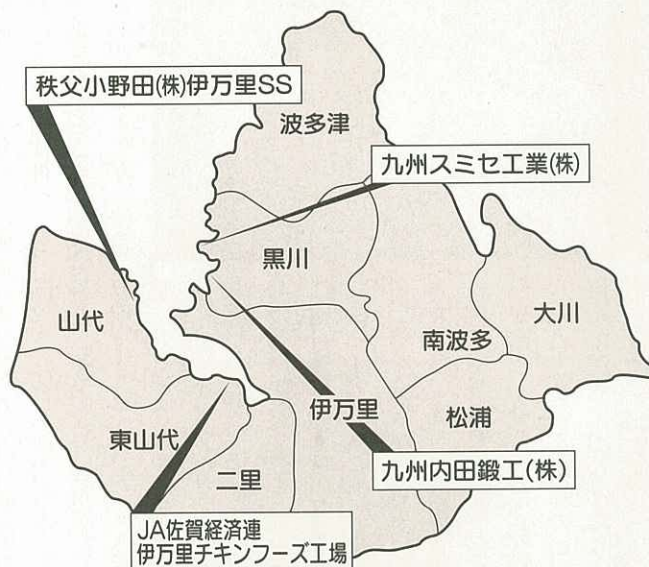 秩父小野田(株)伊万里SS
波多津
九州スミセ工業(株)
黒川
山代
大川
南波多
伊万里
松浦
東山代
二里
九州内田鍛工(株)
JA佐賀経済連
伊万里チキンフーズ工場